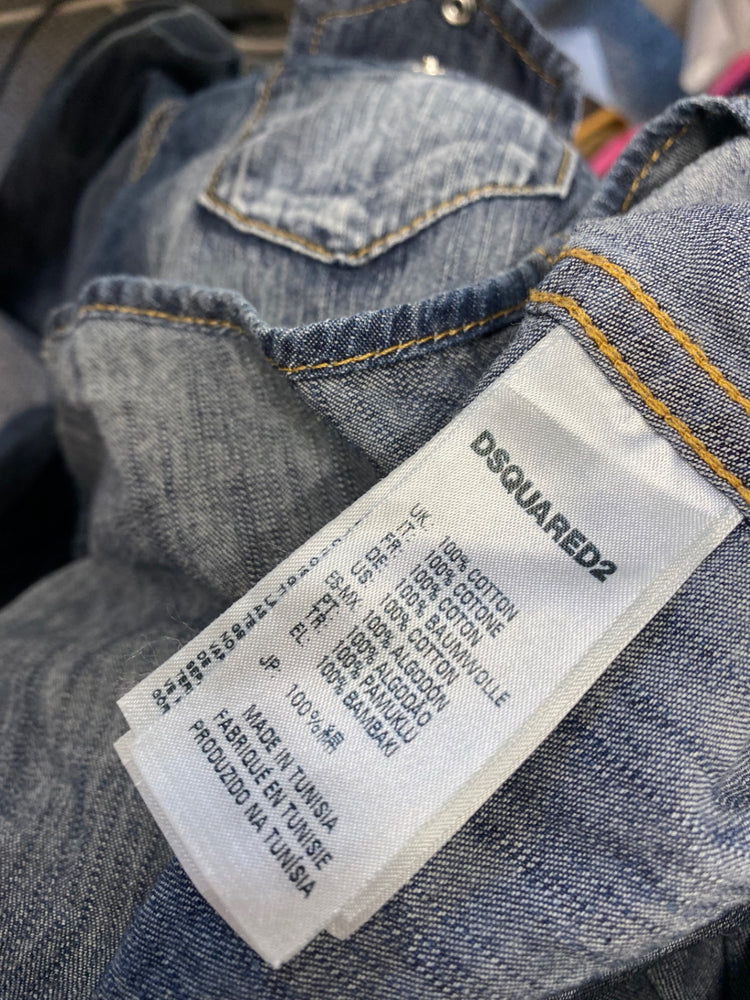 DSQUARED2
UK: 100% COTTON
IT: 100% COTONE
FR: 100% COTON
DE: 100% BAUMWOLLE
US: 100% COTTON
ES-MX: 100% ALGODÓN
PT: 100% ALGODÃO
TR: 100% PAMUKLU
EL: 100% BAMBAKI
JP: 100% 綿
MADE IN TUNISIA
FABRIQUÉ EN TUNISIE
PRODUZIDO NA TUNÍSIA